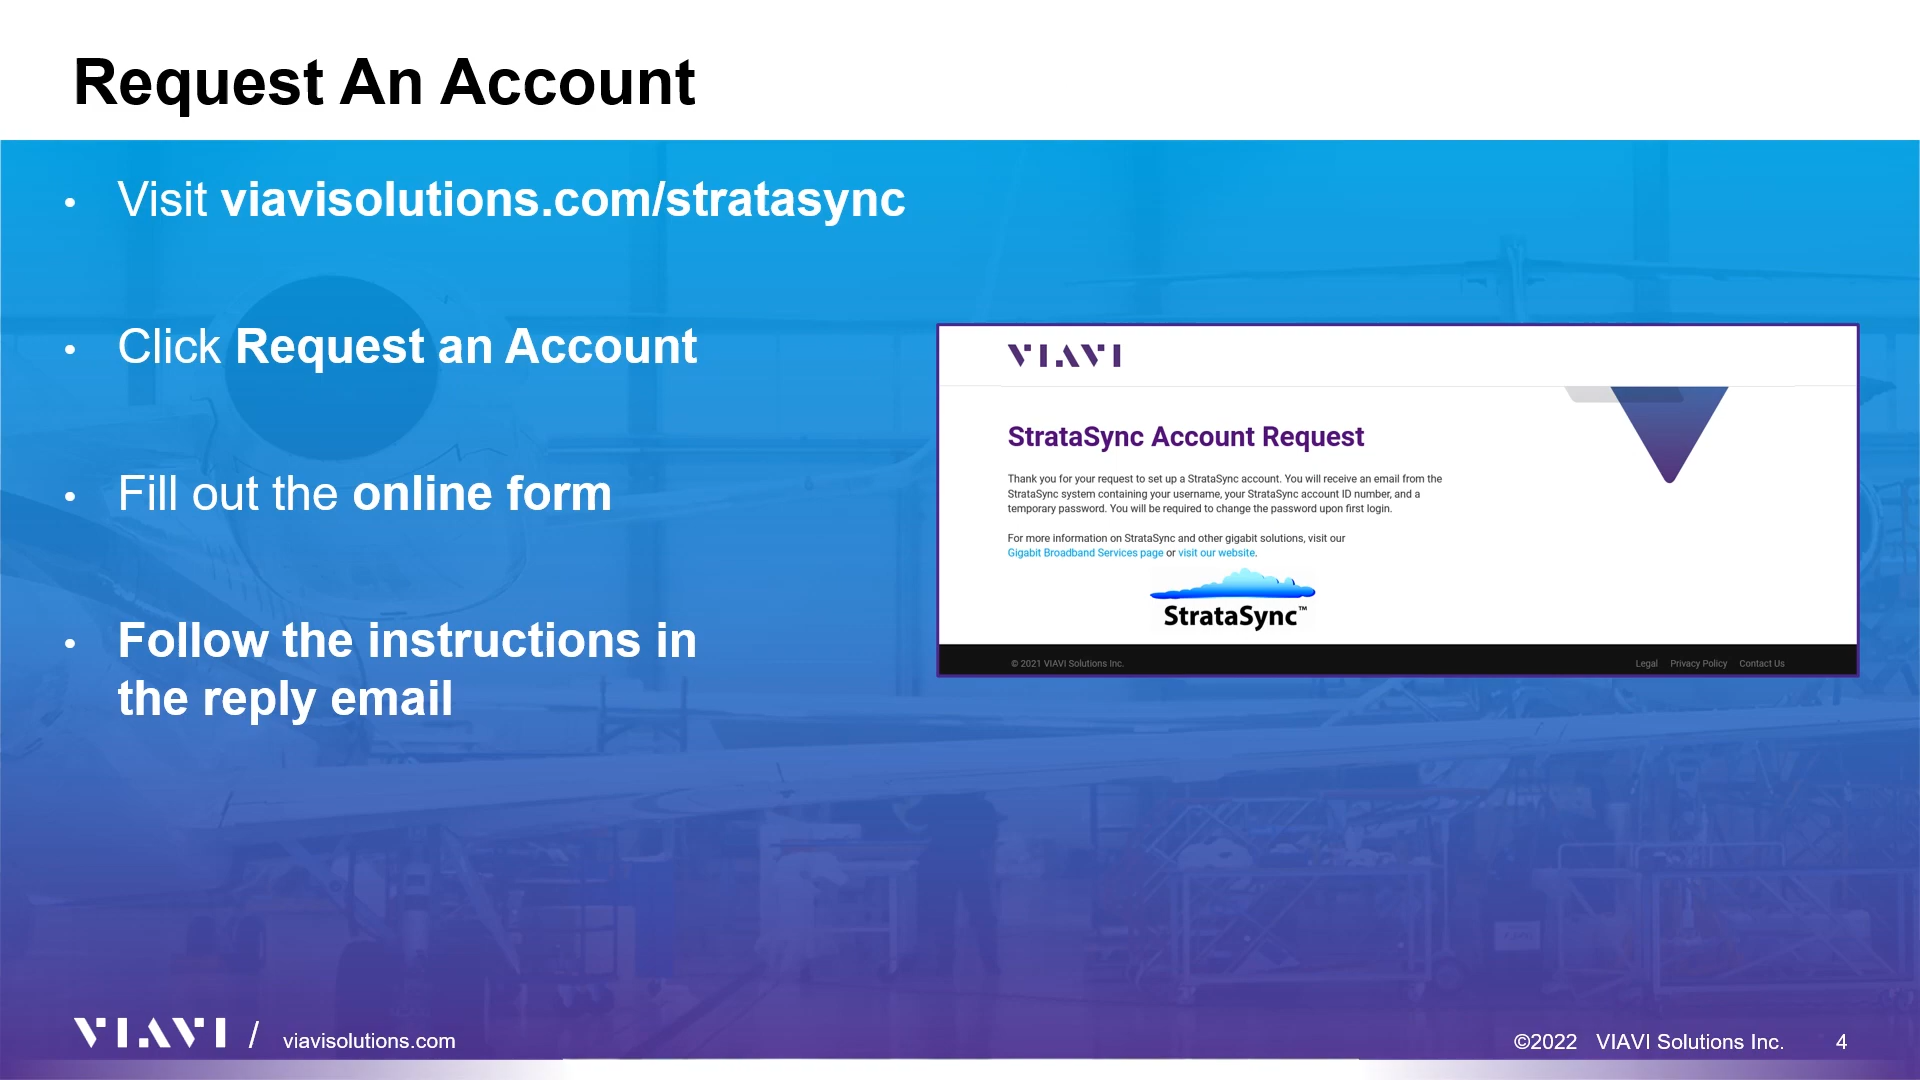 Request An Account
• Visit viavisolutions.com/stratasync
• Click Request an Account
• Fill out the online form
• Follow the instructions in
the reply email
VIAVI
StrataSync Account Request
Thank you for your request to set up a StrataSync account. You will receive an email from the
StrataSync system containing your username, your StrataSync account ID number, and a
temporary password. You will be required to change the password upon first login.
For more information on StrataSync and other gigabit solutions, visit our
Gigabit Broadband Services page or visit our website.
StrataSync™
© 2021 VIAVI Solutions Inc. Legal Privacy Policy Contact Us
VIAVI / viavisolutions.com ©2022 VIAVI Solutions Inc. 4